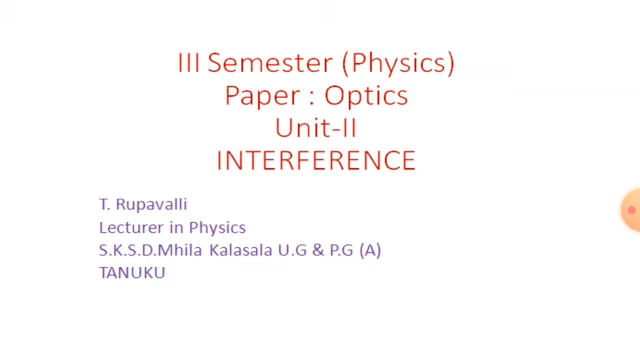 III Semester (Physics)
Paper : Optics
Unit-II
INTERFERENCE
T. Rupavalli
Lecturer in Physics
S.K.S.D.Mhila Kalasala U.G & P.G (A)
TANUKU